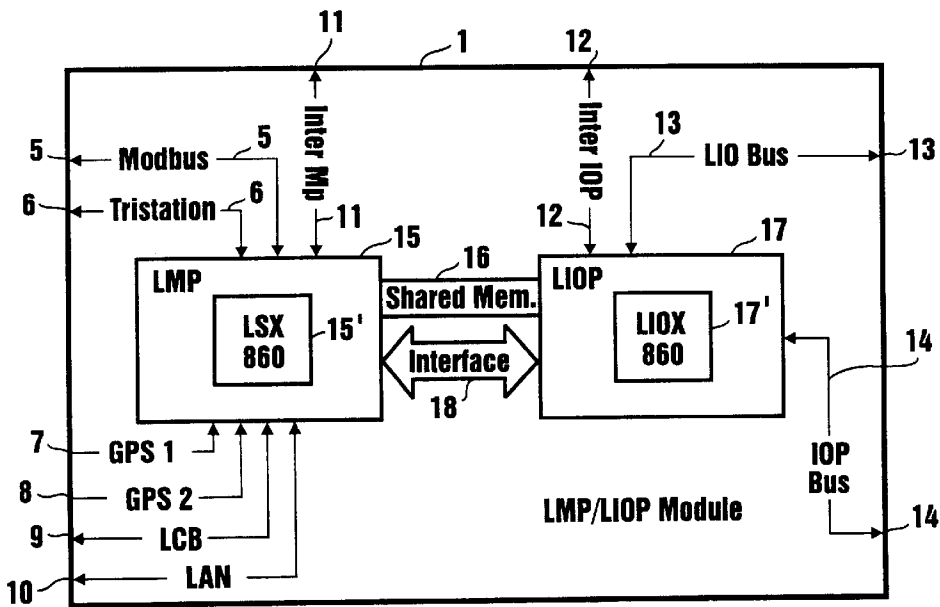 11 1 12
Inter Mp
Inter IOP
5 Modbus 5
13 LIO Bus 13
6 Tristation 6
11
12
15
16
17
LMP
Shared Mem.
LIOP
LSX
860
15'
LIOX
860
17'
Interface
18
14
7 GPS 1
8 GPS 2
IOP
Bus
LMP/LIOP Module
9 LCB
14
10 LAN